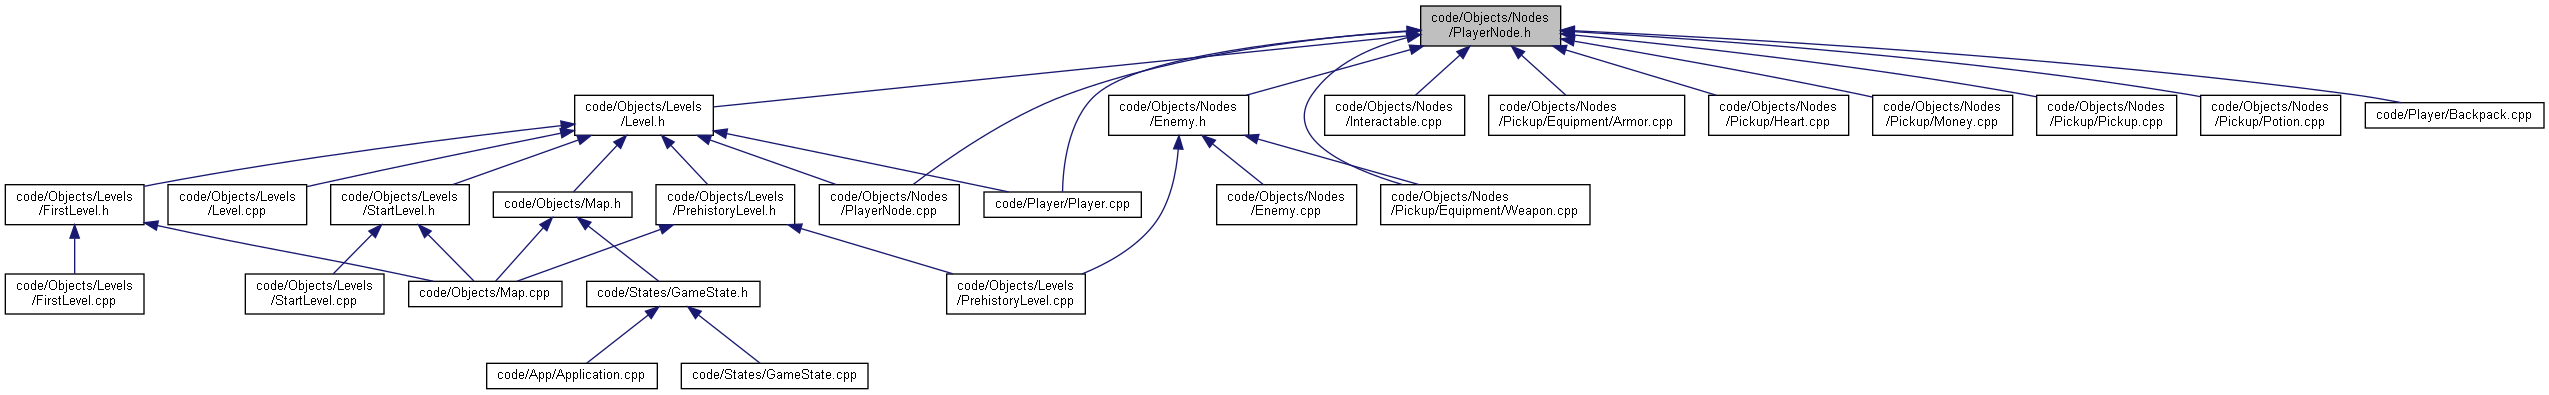 code/Objects/Nodes
/PlayerNode.h
code/Objects/Levels
/Level.h
code/Objects/Nodes
/Enemy.h
code/Objects/Nodes
/Interactable.cpp
code/Objects/Nodes
/Pickup/Equipment/Armor.cpp
code/Objects/Nodes
/Pickup/Heart.cpp
code/Objects/Nodes
/Pickup/Money.cpp
code/Objects/Nodes
/Pickup/Pickup.cpp
code/Objects/Nodes
/Pickup/Potion.cpp
code/Player/Backpack.cpp
code/Objects/Levels
/FirstLevel.h
code/Objects/Levels
/Level.cpp
code/Objects/Levels
/StartLevel.h
code/Objects/Map.h
code/Objects/Levels
/PrehistoryLevel.h
code/Objects/Nodes
/PlayerNode.cpp
code/Player/Player.cpp
code/Objects/Nodes
/Enemy.cpp
code/Objects/Nodes
/Pickup/Equipment/Weapon.cpp
code/Objects/Levels
/FirstLevel.cpp
code/Objects/Levels
/StartLevel.cpp
code/Objects/Map.cpp
code/States/GameState.h
code/Objects/Levels
/PrehistoryLevel.cpp
code/App/Application.cpp
code/States/GameState.cpp